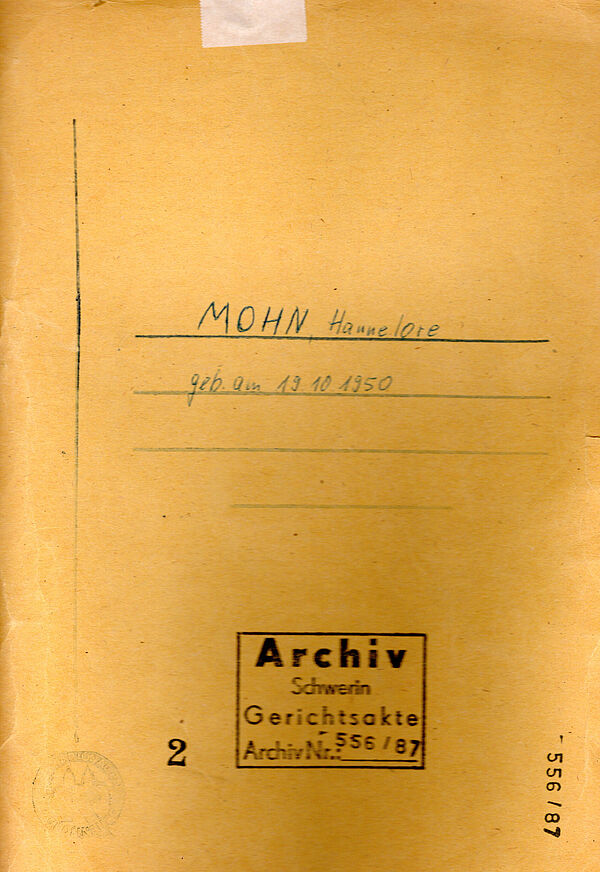 MOHN, Hannelore
geb. am 19 10 1950
Archiv
Schwerin
Gerichtsakte
Archiv Nr.: - 556 / 87
2
- 556 / 87